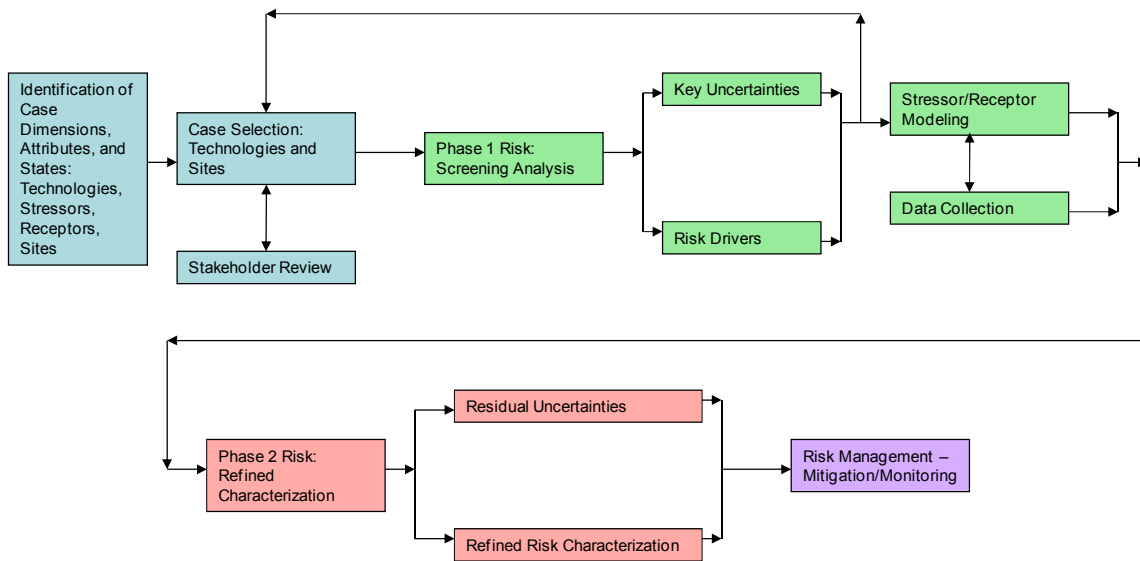 Identification of
Case
Dimensions,
Attributes, and
States:
Technologies,
Stressors,
Receptors,
Sites
Case Selection:
Technologies and
Sites
Stakeholder Review
Phase 1 Risk:
Screening Analysis
Key Uncertainties
Risk Drivers
Stressor/Receptor
Modeling
Data Collection
Phase 2 Risk:
Refined
Characterization
Residual Uncertainties
Refined Risk Characterization
Risk Management –
Mitigation/Monitoring